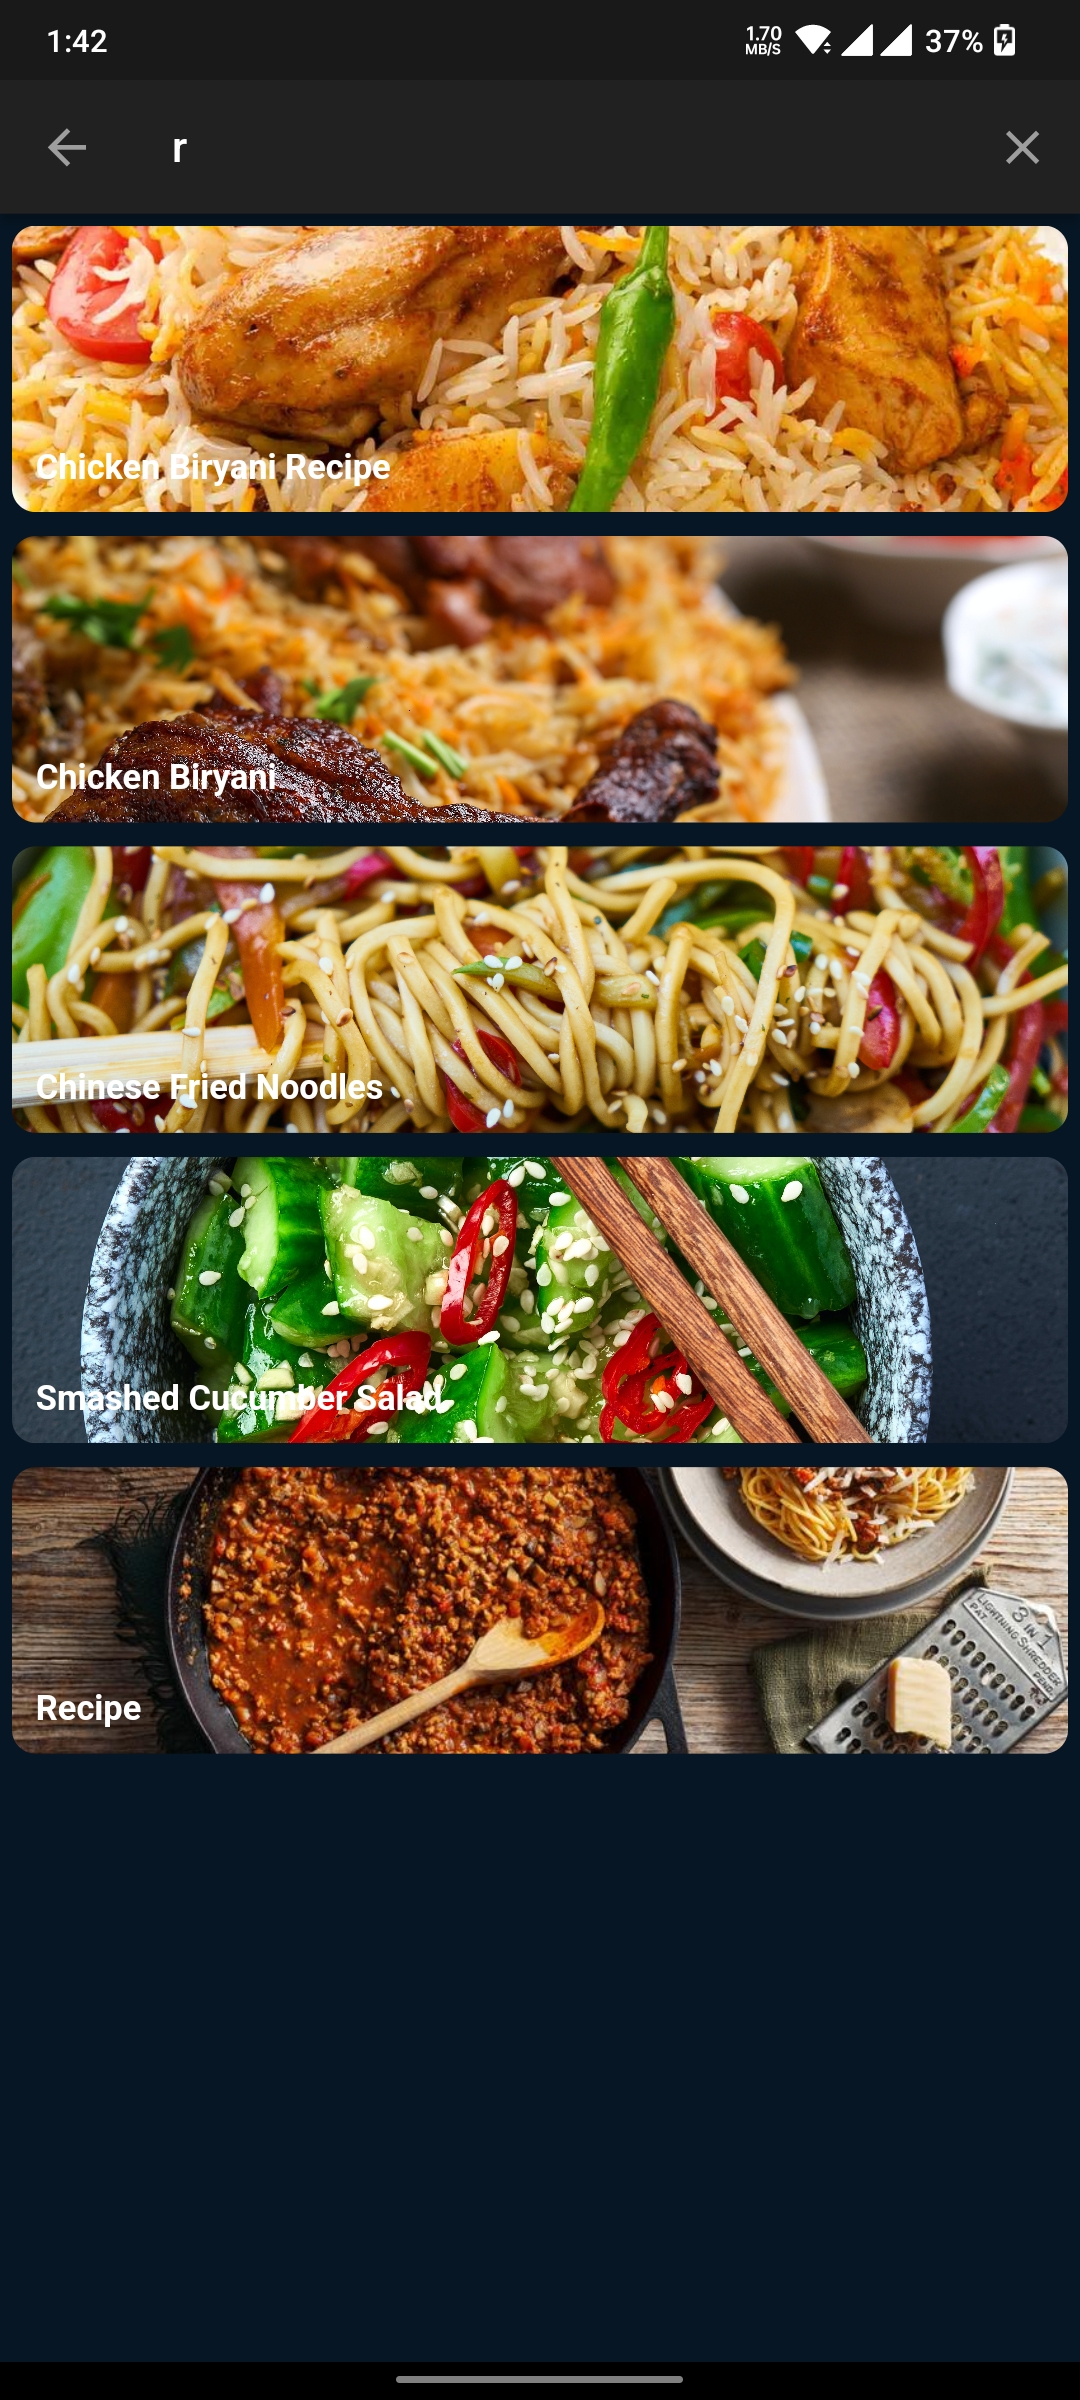 1:42
1.70
MB/S
37%
r
Chicken Biryani Recipe
Chicken Biryani
Chinese Fried Noodles
Smashed Cucumber Salad
Recipe
3 IN 1
LIGHTNING SHREDDER
PAT.
PEND.